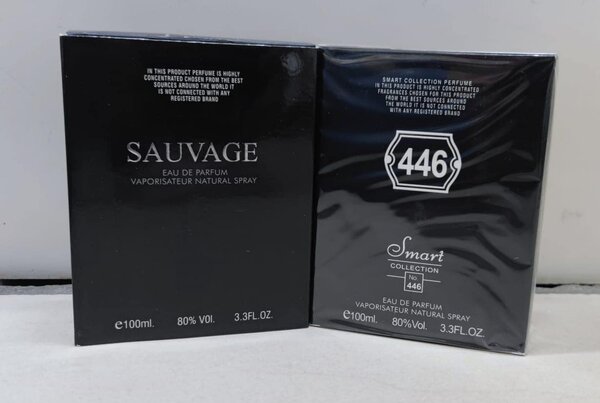 IN THIS PRODUCT PERFUME IS HIGHLY
CONCENTRATED CHOSEN FROM THE BEST
SOURCES AROUND THE WORLD IT
IS NOT CONNECTED WITH ANY
REGISTERED BRAND
SAUVAGE
EAU DE PARFUM
VAPORISATEUR NATURAL SPRAY
e100ml. 80% VOl. 3.3FL.OZ.
SMART COLLECTION PERFUME
IN THIS PRODUCT IS HIGHLY CONCENTRATED
FRAGRANCES CHOSEN FOR THIS PRODUCT
FROM THE BEST SOURCES AROUND
THE WORLD IT IS NOT CONNECTED
WITH ANY REGISTERED BRAND
446
Smart
COLLECTION
No.
446
EAU DE PARFUM
VAPORISATEUR NATURAL SPRAY
e100ml. 80%Vol. 3.3FL.OZ.